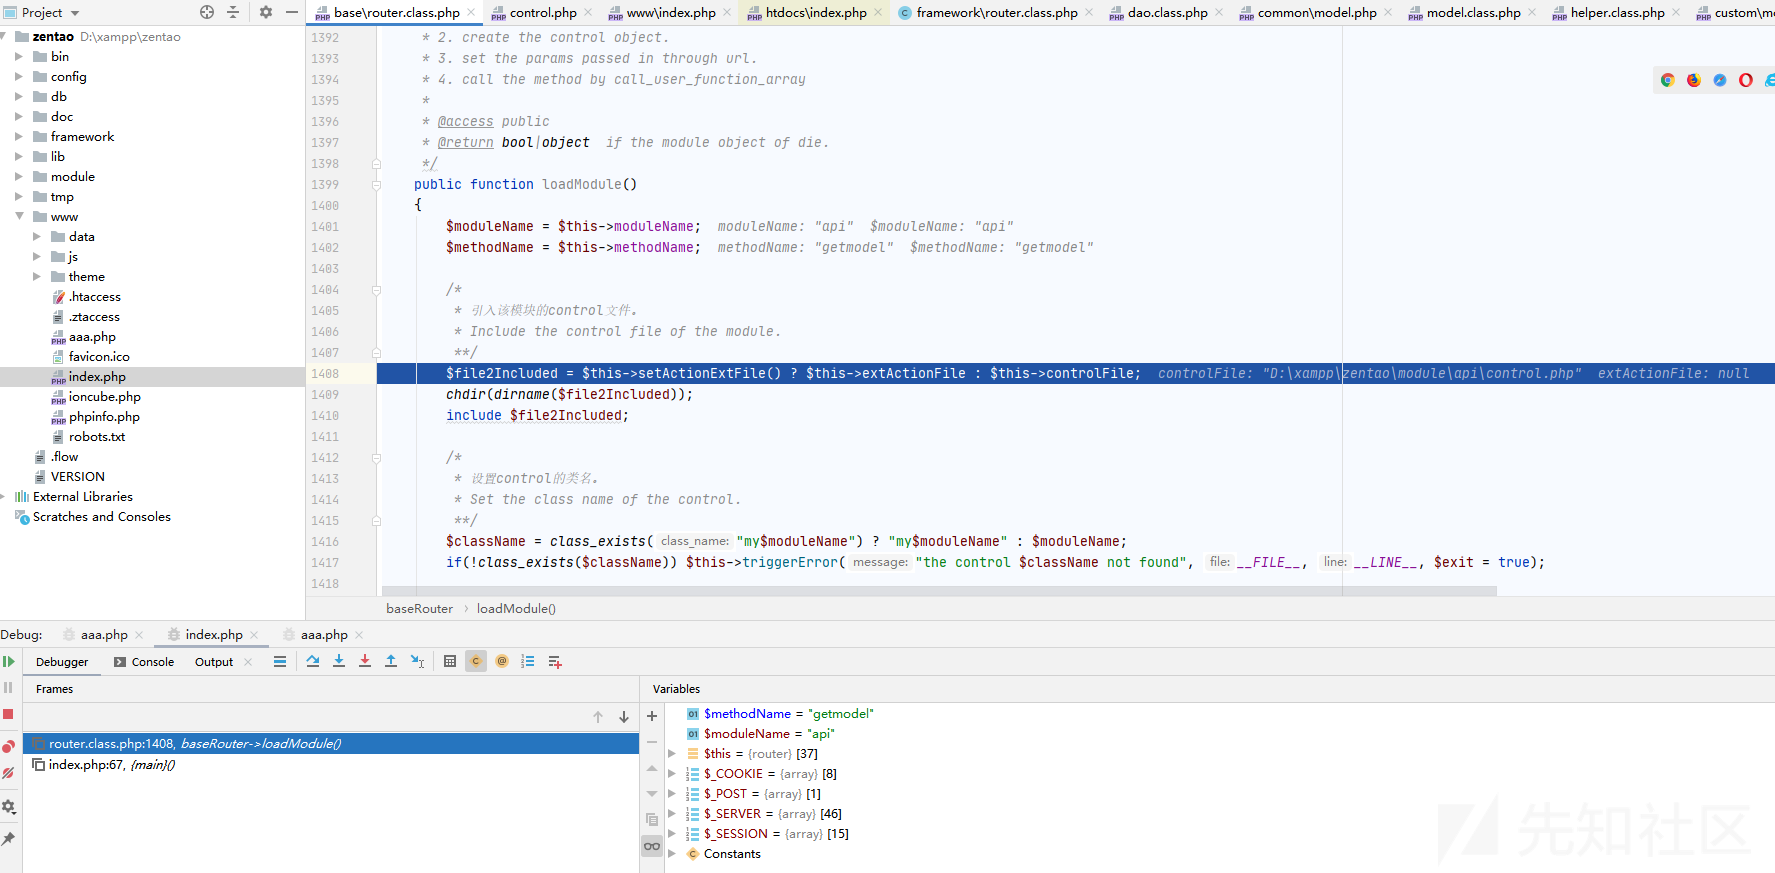 Project
base\router.class.php
control.php
www\index.php
htdocs\index.php
framework\router.class.php
dao.class.php
common\model.php
model.class.php
helper.class.php
zentao D:\xampp\zentao
bin
config
db
doc
framework
lib
module
tmp
www
data
js
theme
.htaccess
.ztaccess
aaa.php
favicon.ico
index.php
ioncube.php
phpinfo.php
robots.txt
.flow
VERSION
External Libraries
Scratches and Consoles
1392 * 2. create the control object.
1393 * 3. set the params passed in through url.
1394 * 4. call the method by call_user_function_array
1395 *
1396 * @access public
1397 * @return bool|object if the module object of die.
1398 */
1399 public function loadModule()
1400 {
1401 $moduleName = $this->moduleName; moduleName: "api" $moduleName: "api"
1402 $methodName = $this->methodName; methodName: "getmodel" $methodName: "getmodel"
1403
1404 /*
1405 * 引入该模块的control文件。
1406 * Include the control file of the module.
1407 **/
1408 $file2Included = $this->setActionExtFile() ? $this->extActionFile : $this->controlFile; controlFile: "D:\xampp\zentao\module\api\control.php" extActionFile: null
1409 chdir(dirname($file2Included));
1410 include $file2Included;
1411
1412 /*
1413 * 设置control的类名。
1414 * Set the class name of the control.
1415 **/
1416 $className = class_exists( class_name: "my$moduleName") ? "my$moduleName" : $moduleName;
1417 if(!class_exists($className)) $this->triggerError( message: "the control $className not found", file: __FILE__, line: __LINE__, $exit = true);
1418
baseRouter › loadModule()
Debug: aaa.php index.php aaa.php
Debugger Console Output
Frames
router.class.php:1408, baseRouter->loadModule()
index.php:67, {main}()
Variables
$methodName = "getmodel"
$moduleName = "api"
$this = {router} [37]
$_COOKIE = {array} [8]
$_POST = {array} [1]
$_SERVER = {array} [46]
$_SESSION = {array} [15]
Constants
先知社区